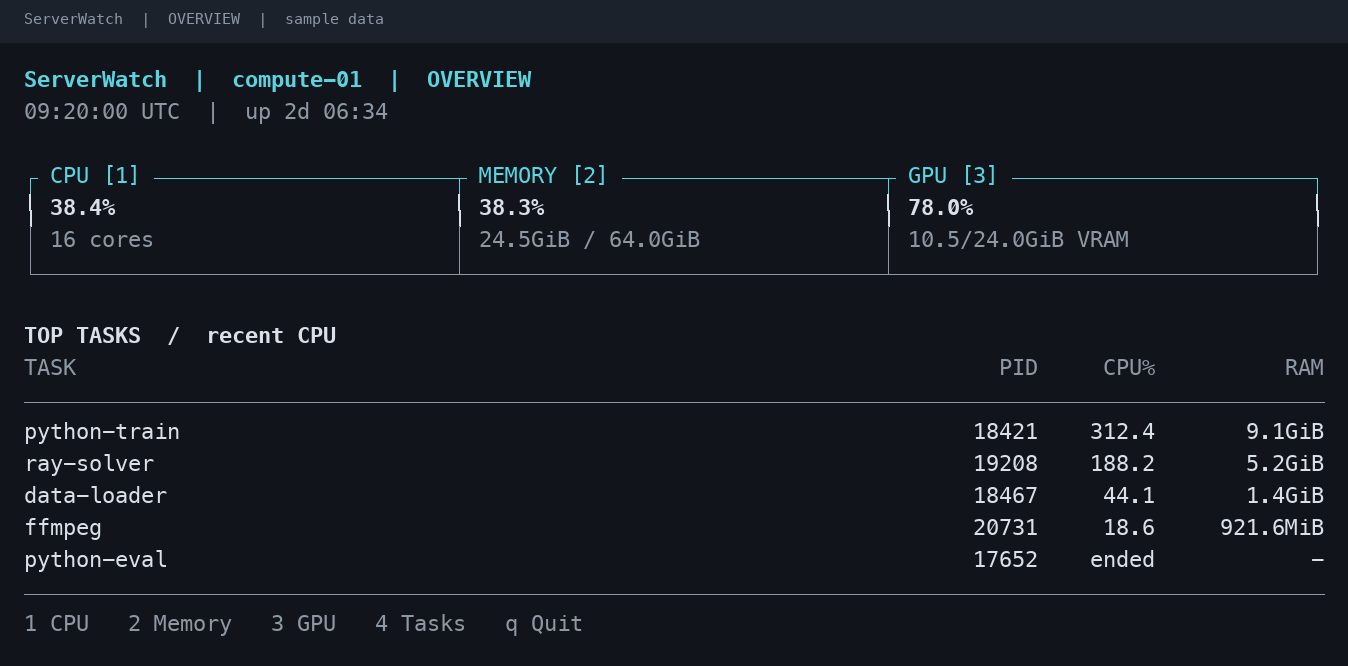 ServerWatch | OVERVIEW | sample data
ServerWatch | compute-01 | OVERVIEW
09:20:00 UTC | up 2d 06:34
CPU [1] MEMORY [2] GPU [3]
38.4% 38.3% 78.0%
16 cores 24.5GiB / 64.0GiB 10.5/24.0GiB VRAM
TOP TASKS / recent CPU
TASK PID CPU% RAM
python-train 18421 312.4 9.1GiB
ray-solver 19208 188.2 5.2GiB
data-loader 18467 44.1 1.4GiB
ffmpeg 20731 18.6 921.6MiB
python-eval 17652 ended -
1 CPU 2 Memory 3 GPU 4 Tasks q Quit